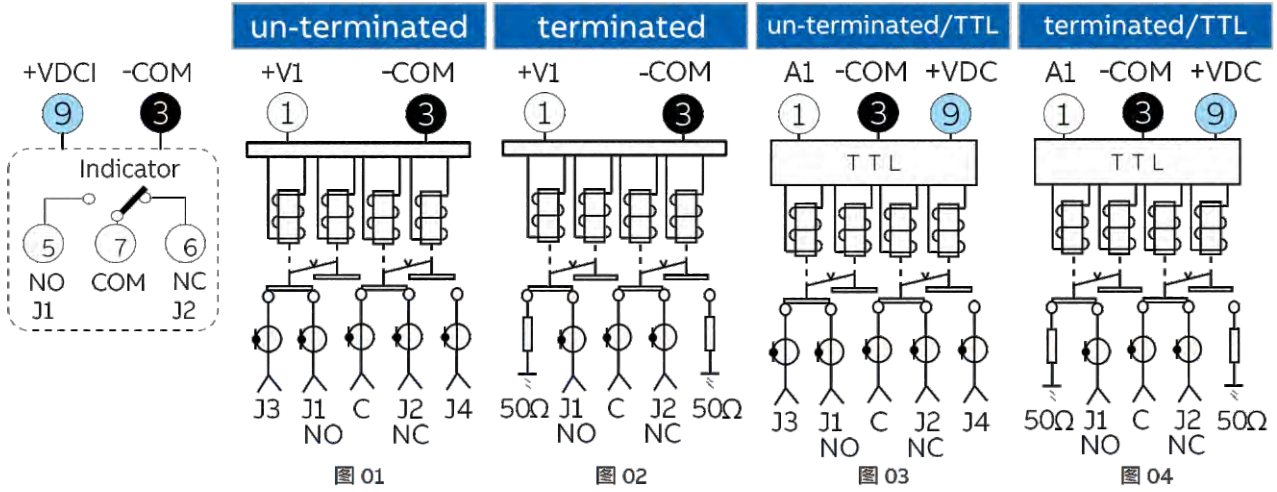 un-terminated
terminated
un-terminated/TTL
terminated/TTL
+VDCI -COM
9 3
Indicator
5 7 6
NO COM NC
J1 J2
+V1 -COM
1 3
J3 J1 C J2 J4
NO NC
图 01
+V1 -COM
1 3
50Ω J1 C J2 50Ω
NO NC
图 02
A1 -COM +VDC
1 3 9
TTL
J3 J1 C J2 J4
NO NC
图 03
A1 -COM +VDC
1 3 9
TTL
50Ω J1 C J2 50Ω
NO NC
图 04